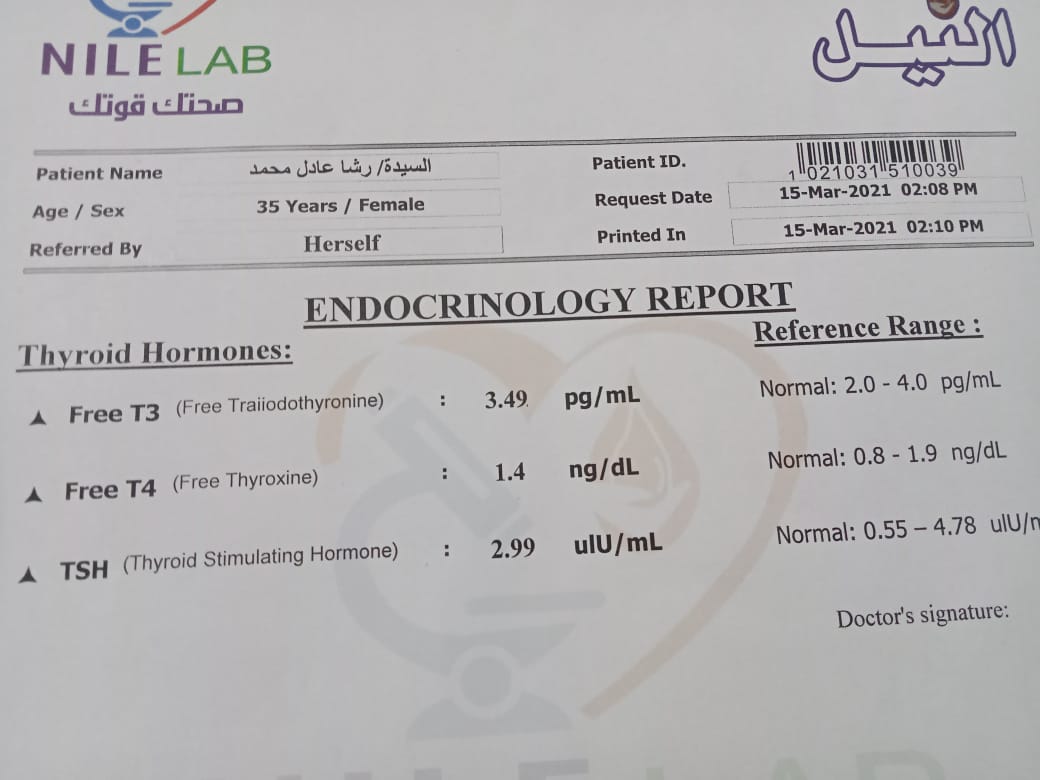 NILE LAB
صحتك قوتك
النيل
Patient Name السيدة/ رشا عادل محمد Patient ID. 1021031510039
Age / Sex 35 Years / Female Request Date 15-Mar-2021 02:08 PM
Referred By Herself Printed In 15-Mar-2021 02:10 PM
ENDOCRINOLOGY REPORT
Thyroid Hormones: Reference Range :
Free T3 (Free Traiiodothyronine) : 3.49 pg/mL Normal: 2.0 - 4.0 pg/mL
Free T4 (Free Thyroxine) : 1.4 ng/dL Normal: 0.8 - 1.9 ng/dL
TSH (Thyroid Stimulating Hormone) : 2.99 ulU/mL Normal: 0.55 – 4.78 ulU/m
Doctor's signature:
NILE LAB